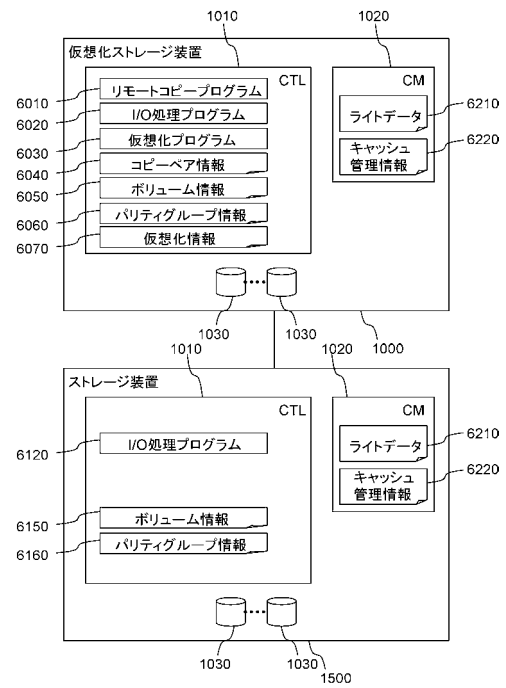 1010
1020
仮想化ストレージ装置
CTL
CM
6010
リモートコピープログラム
6020
I/O処理プログラム
6030
仮想化プログラム
6040
コピーペア情報
6050
ボリューム情報
6060
パリティグループ情報
6070
仮想化情報
ライトデータ
6210
キャッシュ
管理情報
6220
1030
1030
1000
1010
1020
ストレージ装置
CTL
CM
6120
I/O処理プログラム
6150
ボリューム情報
6160
パリティグループ情報
ライトデータ
6210
キャッシュ
管理情報
6220
1030
1030
1500